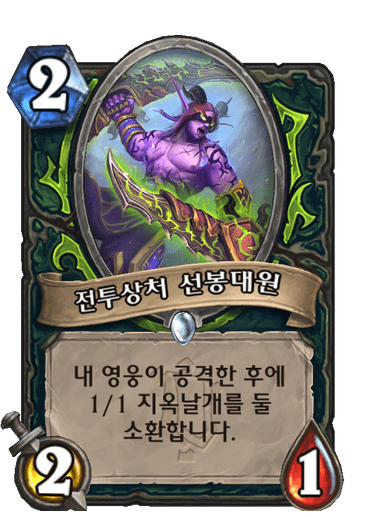 2
전투상처 선봉대원
내 영웅이 공격한 후에
1/1 지옥날개를 둘
소환합니다.
2
1